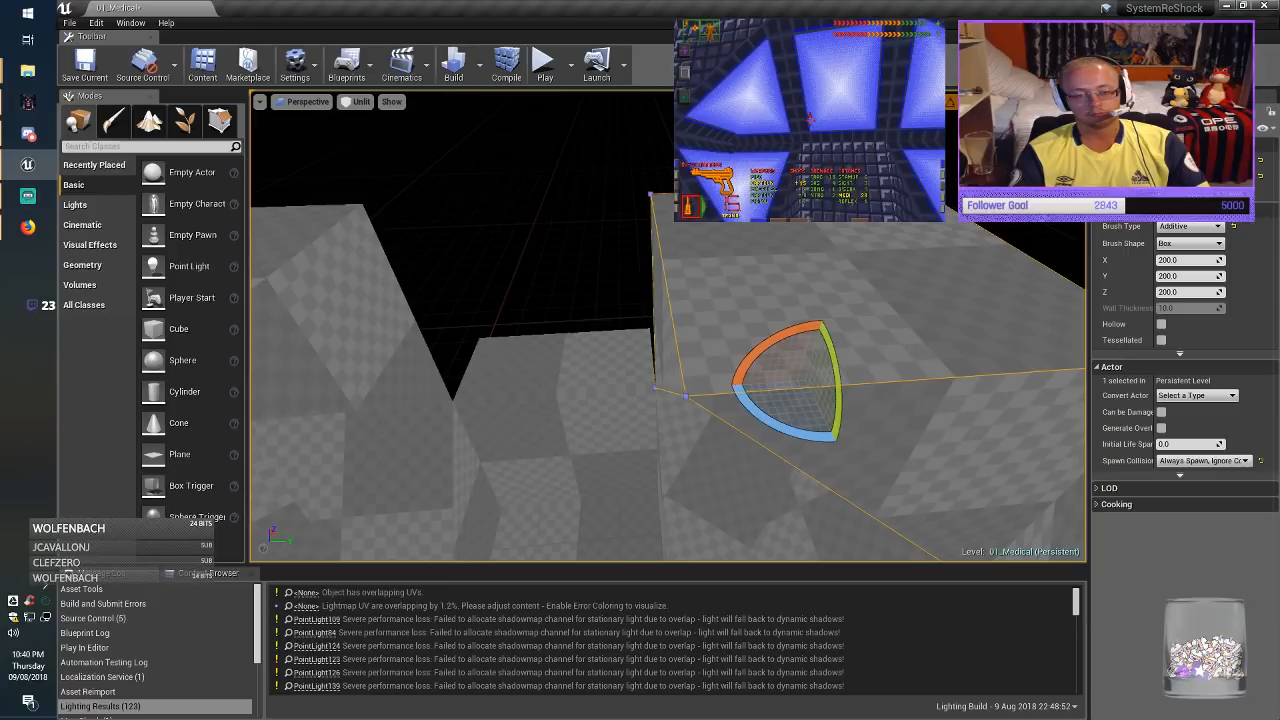 01_Medical*
SystemReShock
File Edit Window Help
Toolbar
Save Current
Source Control
Content
Marketplace
Settings
Blueprints
Cinematics
Build
Compile
Play
Launch
Modes
Search Classes
Recently Placed
Basic
Lights
Cinematic
Visual Effects
Geometry
Volumes
All Classes
Empty Actor
Empty Charact
Empty Pawn
Point Light
Player Start
Cube
Sphere
Cylinder
Cone
Plane
Box Trigger
Sphere Trigger
Perspective
Unlit
Show
Level: 01_Medical (Persistent)
OPE
Follower Goal 2843 5000
Brush Type Additive
Brush Shape Box
X 200.0
Y 200.0
Z 200.0
Wall Thickness 10.0
Hollow
Tessellated
Actor
1 selected in Persistent Level
Convert Actor Select a Type
Can be Damage
Generate Overl
Initial Life Spar 0.0
Spawn Collision Always Spawn, Ignore Co
LOD
Cooking
23
WOLFENBACH 24 BITS
JCAVALLONJ SUB
CLEFZERO SUB
WOLFENBACH 24 BITS
Asset Tools
Build and Submit Errors
Source Control (5)
Blueprint Log
Play In Editor
Automation Testing Log
Localization Service (1)
Asset Reimport
Lighting Results (123)
<None> Object has overlapping UVs.
<None> Lightmap UV are overlapping by 1.2%. Please adjust content - Enable Error Coloring to visualize.
PointLight109 Severe performance loss: Failed to allocate shadowmap channel for stationary light due to overlap - light will fall back to dynamic shadows!
PointLight84 Severe performance loss: Failed to allocate shadowmap channel for stationary light due to overlap - light will fall back to dynamic shadows!
PointLight124 Severe performance loss: Failed to allocate shadowmap channel for stationary light due to overlap - light will fall back to dynamic shadows!
PointLight123 Severe performance loss: Failed to allocate shadowmap channel for stationary light due to overlap - light will fall back to dynamic shadows!
PointLight126 Severe performance loss: Failed to allocate shadowmap channel for stationary light due to overlap - light will fall back to dynamic shadows!
PointLight139 Severe performance loss: Failed to allocate shadowmap channel for stationary light due to overlap - light will fall back to dynamic shadows!
Lighting Build - 9 Aug 2018 22:48:52
10:40 PM
Thursday
09/08/2018